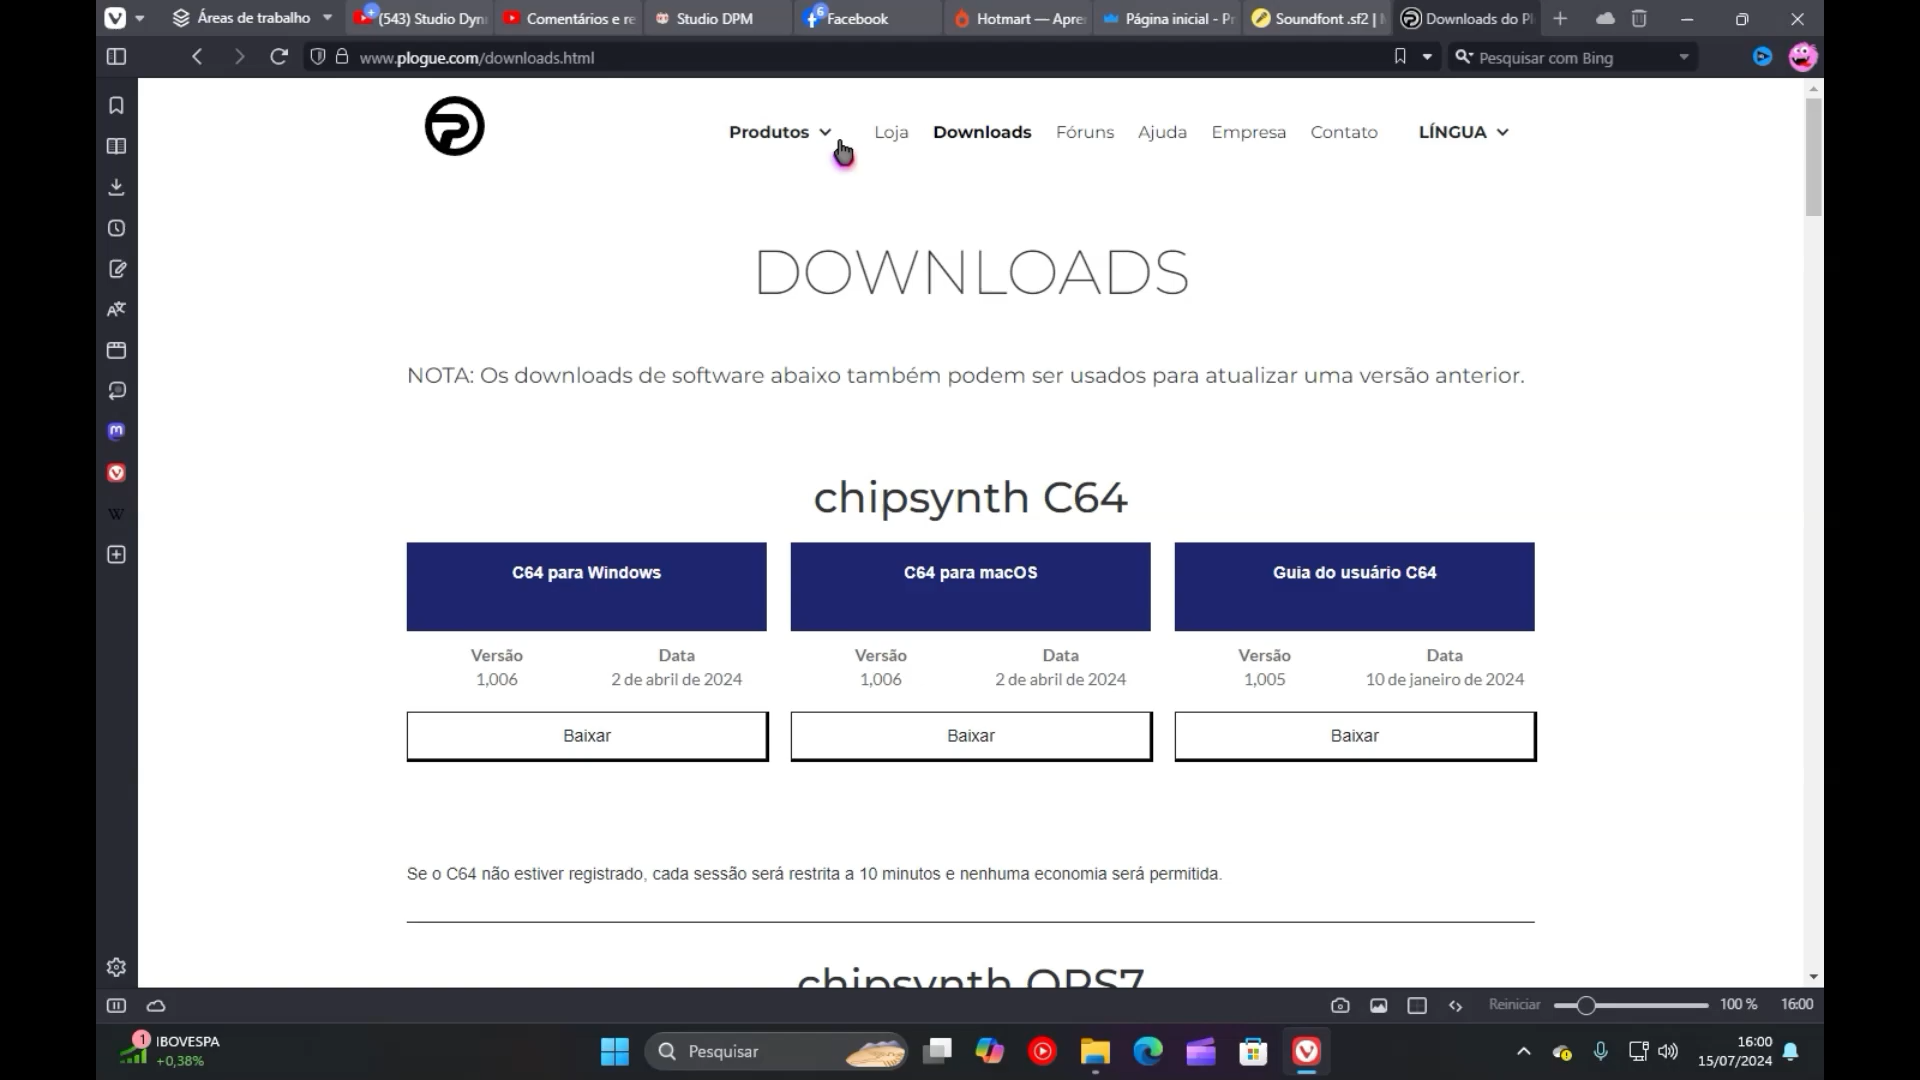 Áreas de trabalho
(543) Studio Dyn
Comentários e re
Studio DPM
6
Facebook
Hotmart — Apre
Página inicial - Pr
Soundfont .sf2 |
Downloads do Pl
www.plogue.com/downloads.html
Pesquisar com Bing
Produtos
Loja
Downloads
Fóruns
Ajuda
Empresa
Contato
LÍNGUA
DOWNLOADS
NOTA: Os downloads de software abaixo também podem ser usados para atualizar uma versão anterior.
chipsynth C64
C64 para Windows
C64 para macOS
Guia do usuário C64
Versão
Data
Versão
Data
Versão
Data
1,006
2 de abril de 2024
1,006
2 de abril de 2024
1,005
10 de janeiro de 2024
Baixar
Baixar
Baixar
Se o C64 não estiver registrado, cada sessão será restrita a 10 minutos e nenhuma economia será permitida.
chipsynth OPS7
Reiniciar
100 %
16:00
1
IBOVESPA
+0,38%
Pesquisar
16:00
15/07/2024